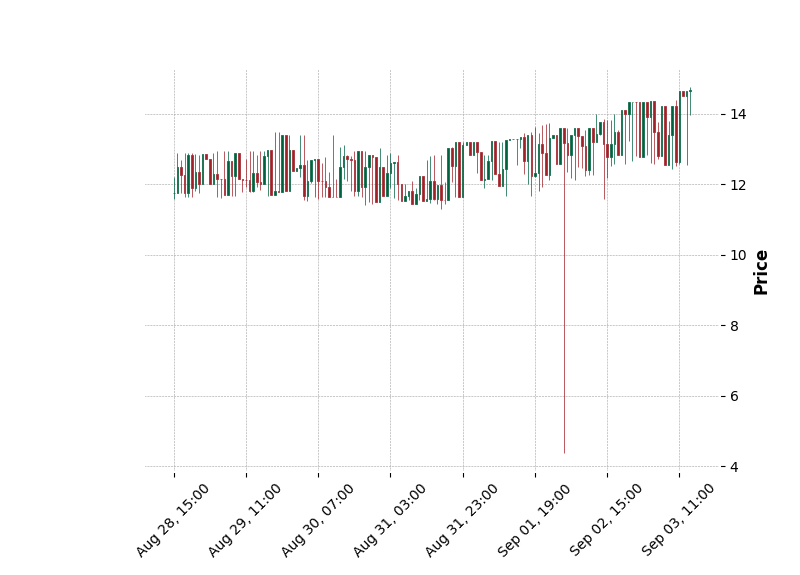 14
12
10
8
6
4
Price
Aug 28, 15:00
Aug 29, 11:00
Aug 30, 07:00
Aug 31, 03:00
Aug 31, 23:00
Sep 01, 19:00
Sep 02, 15:00
Sep 03, 11:00